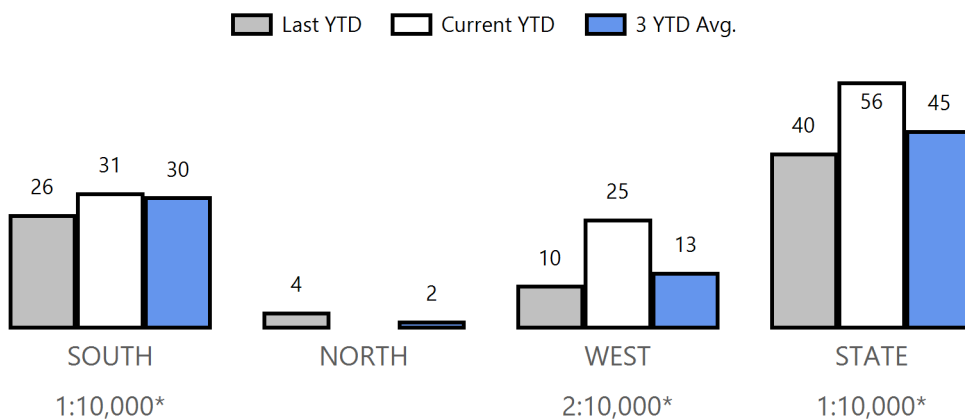 Last YTD Current YTD 3 YTD Avg.
26 31 30 4 2 10 25 13 40 56 45
SOUTH NORTH WEST STATE
1:10,000* 2:10,000* 1:10,000*